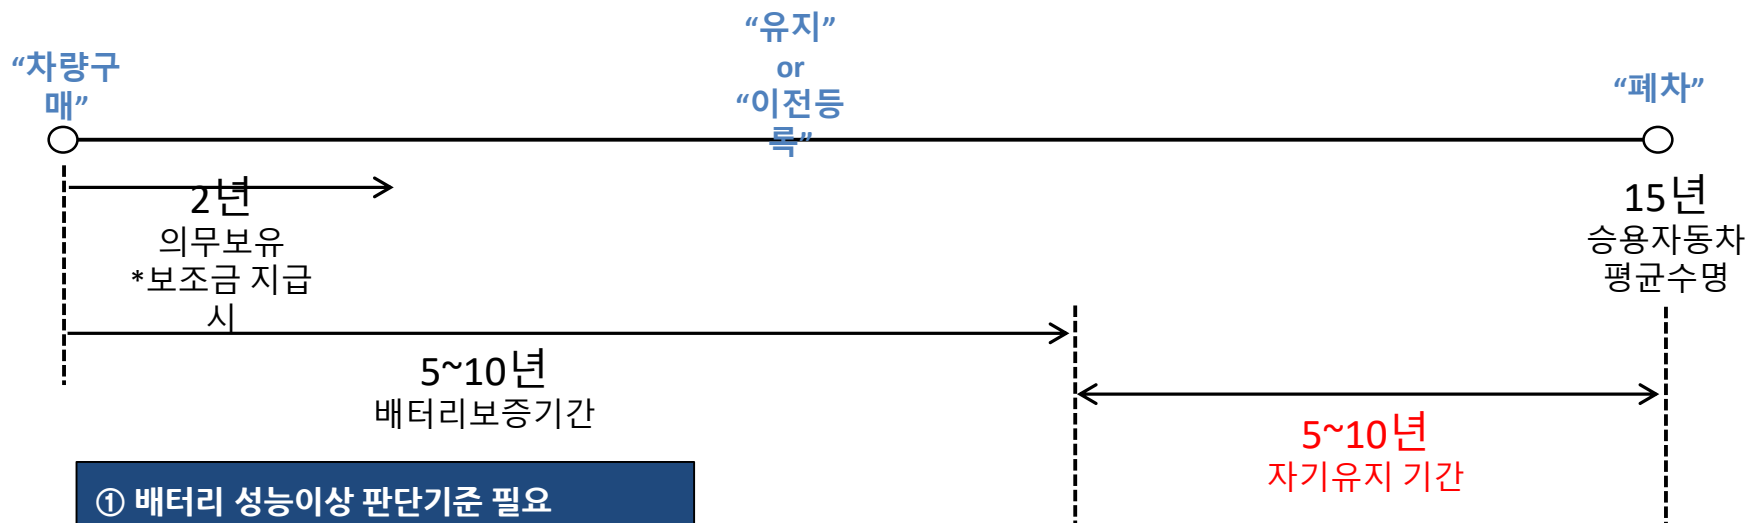 “유지”
or
“이전등
록”
“차량구
매”
“폐차”
2년
의무보유
*보조금 지급
시
15년
승용자동차
평균수명
5~10년
배터리보증기간
5~10년
자기유지 기간
① 배터리 성능이상 판단기준 필요